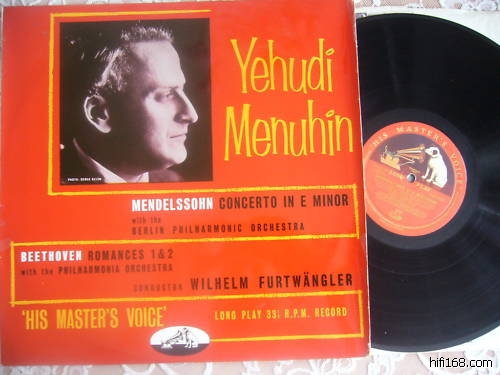 Yehudi
Menuhin
MENDELSSOHN CONCERTO IN E MINOR
with the
BERLIN PHILHARMONIC ORCHESTRA
BEETHOVEN ROMANCES 1 & 2
with the PHILHARMONIA ORCHESTRA
CONDUCTOR WILHELM FURTWÄNGLER
'HIS MASTER'S VOICE'
LONG PLAY 33⅓ R.P.M. RECORD
HIS MASTER'S VOICE
hifi168.com